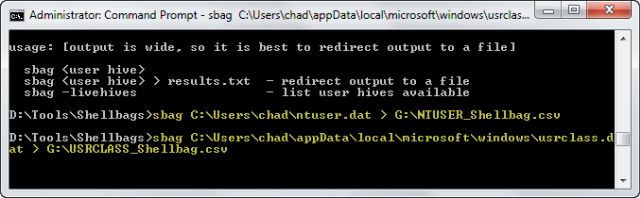 Administrator: Command Prompt - sbag  C:\Users\chad\appData\local\microsoft\windows\usrclass...
usage: [output is wide, so it is best to redirect output to a file]
sbag <user hive>
sbag <user hive> > results.txt  - redirect output to a file
sbag -livehives                 - list user hives available
D:\Tools\Shellbags>sbag C:\Users\chad\ntuser.dat > G:\NTUSER_Shellbag.csv
D:\Tools\Shellbags>sbag C:\Users\chad\appData\local\microsoft\windows\usrclass.d
at > G:\USRCLASS_Shellbag.csv